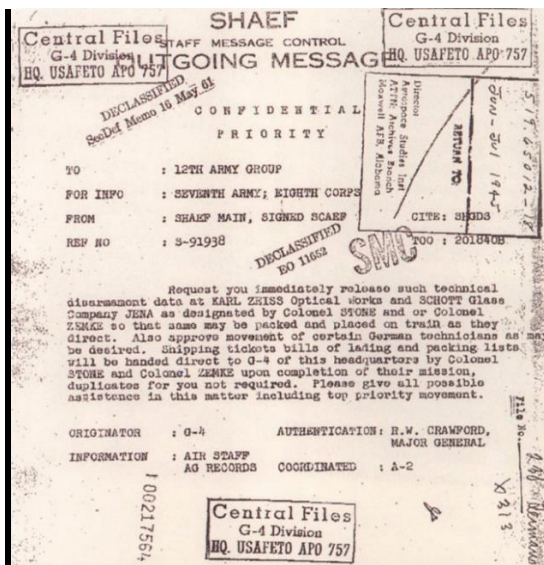 SHAEF
STAFF MESSAGE CONTROL
OUTGOING MESSAGE
Central Files
G-4 Division
HQ. USAFETO APO 757
Central Files
G-4 Division
HQ. USAFETO APO 757
DECLASSIFIED
SecDef Memo 16 May 61
CONFIDENTIAL
PRIORITY
Director
Aerospace Studies Inst
ATTN: Archives Branch
Maxwell AFB, Alabama
RETURN TO:
JUN-JUL 1945
TO : 12TH ARMY GROUP
FOR INFO : SEVENTH ARMY; EIGHTH CORPS
FROM : SHAEF MAIN, SIGNED SCAEF CITE: SHGDS
REF NO : S-91938 TOO : 201840B
DECLASSIFIED
EO 11652
SMC
Request you immediately release such technical
disarmament data at KARL ZEISS Optical Works and SCHOTT Glass
Company JENA as designated by Colonel STONE and or Colonel
ZEMKE so that same may be packed and placed on train as they
direct. Also approve movement of certain German technicians as may
be desired. Shipping tickets bills of lading and packing lists
will be handed direct to G-4 of this headquarters by Colonel
STONE and Colonel ZEMKE upon completion of their mission,
duplicates for you not required. Please give all possible
assistence in this matter including top priority movement.
ORIGINATOR : G-4 AUTHENTICATION: R.W. CRAWFORD,
MAJOR GENERAL
INFORMATION : AIR STAFF
AG RECORDS COORDINATED : A-2
File No.
X313
10021756
Central Files
G-4 Division
HQ. USAFETO APO 757